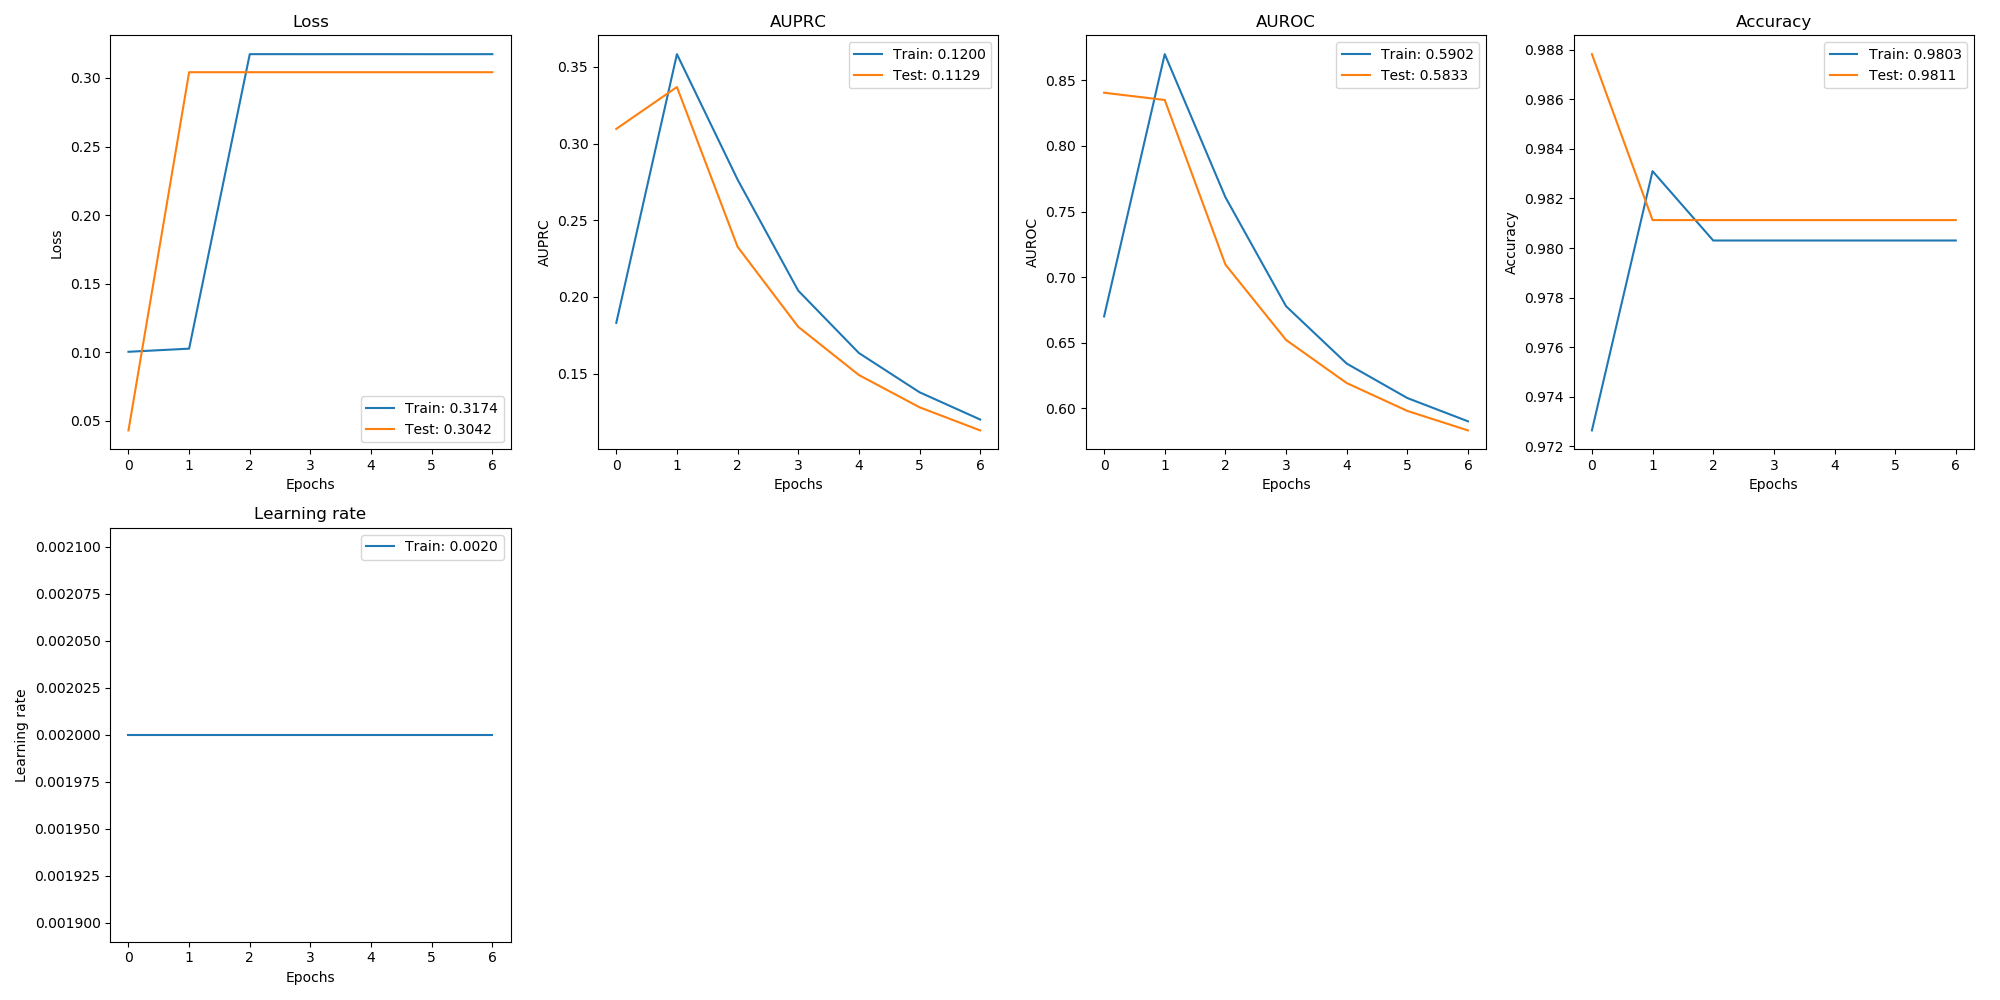 Loss
Loss
0.30
0.25
0.20
0.15
0.10
0.05
Train: 0.3174
Test: 0.3042
0 1 2 3 4 5 6
Epochs
AUPRC
AUPRC
0.35
0.30
0.25
0.20
0.15
Train: 0.1200
Test: 0.1129
0 1 2 3 4 5 6
Epochs
AUROC
AUROC
0.85
0.80
0.75
0.70
0.65
0.60
Train: 0.5902
Test: 0.5833
0 1 2 3 4 5 6
Epochs
Accuracy
Accuracy
0.988
0.986
0.984
0.982
0.980
0.978
0.976
0.974
0.972
Train: 0.9803
Test: 0.9811
0 1 2 3 4 5 6
Epochs
Learning rate
Learning rate
0.002100
0.002075
0.002050
0.002025
0.002000
0.001975
0.001950
0.001925
0.001900
Train: 0.0020
0 1 2 3 4 5 6
Epochs